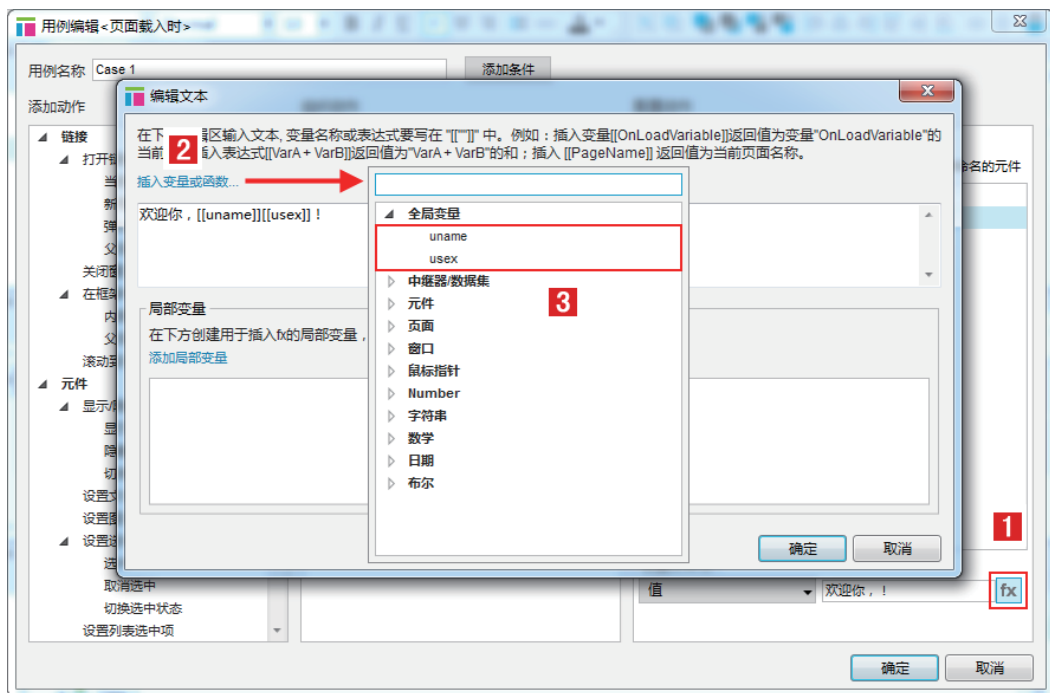 用例编辑<页面载入时>
用例名称 Case 1 添加条件
添加动作
编辑文本
在下 辑区输入文本, 变量名称或表达式要写在 "[[""]]" 中。例如：插入变量[[OnLoadVariable]]返回值为变量"OnLoadVariable"的
当前 插入表达式[[VarA + VarB]]返回值为"VarA + VarB"的和；插入 [[PageName]] 返回值为当前页面名称。
2
插入变量或函数...
欢迎你，[[uname]][[usex]]！
全局变量
uname
usex
中继器/数据集
元件
页面
窗口
鼠标指针
Number
字符串
数学
日期
布尔
3
局部变量
在下方创建用于插入fx的局部变量，
添加局部变量
确定 取消
链接
打开
当
新
弹
父
关闭
在框
内
父
滚动
元件
显示/
显
隐
切
设置
设置
设置
选
取消选中
切换选中状态
设置列表选中项
命名的元件
1
值 欢迎你，！ fx
确定 取消